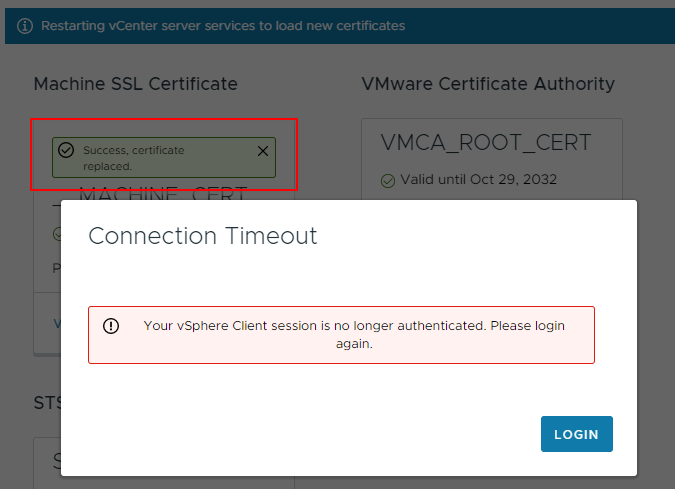 Restarting vCenter server services to load new certificates
Machine SSL Certificate
VMware Certificate Authority
Success, certificate
replaced.
VMCA_ROOT_CERT
Valid until Oct 29, 2032
__MACHINE_CERT
Connection Timeout
Your vSphere Client session is no longer authenticated. Please login
again.
STS
LOGIN